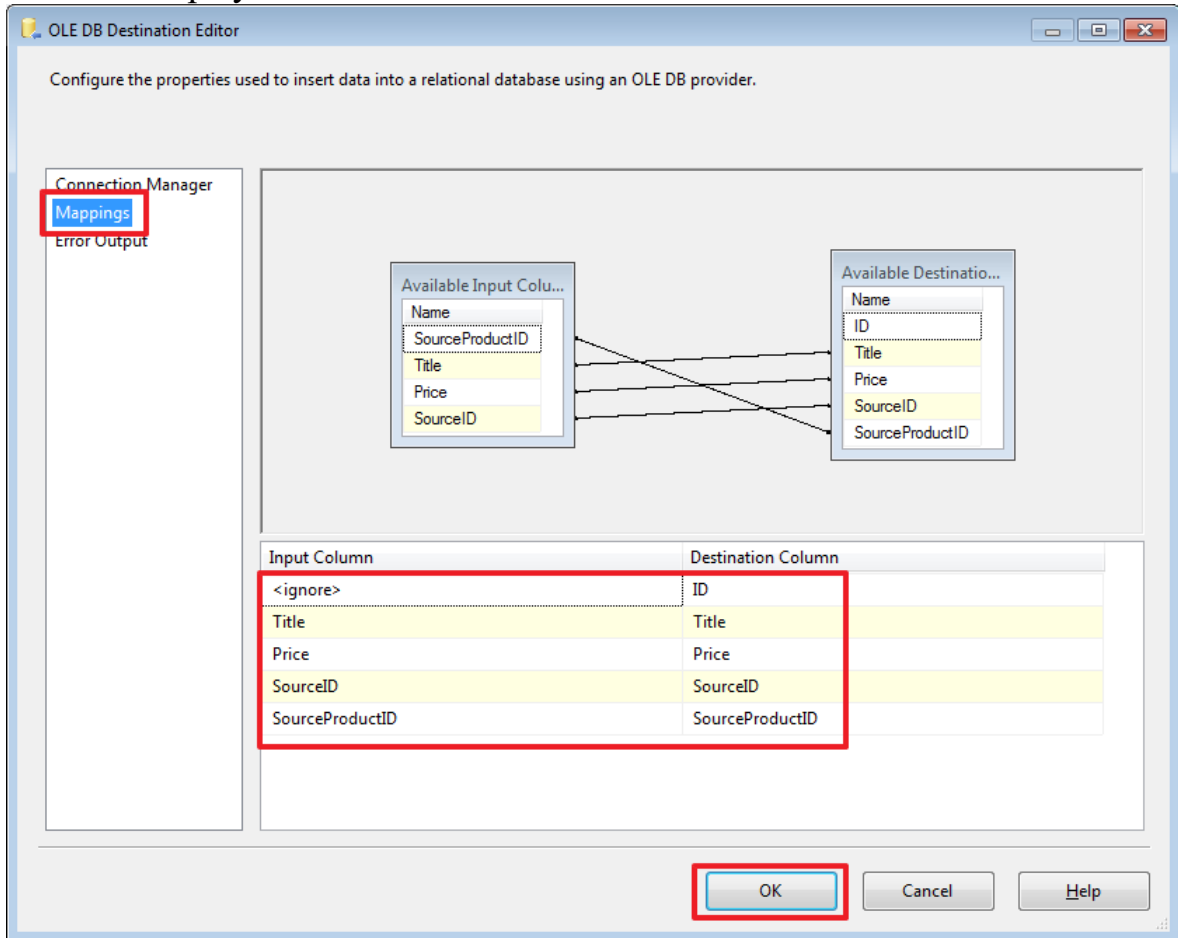 OLE DB Destination Editor
Configure the properties used to insert data into a relational database using an OLE DB provider.
Connection Manager
Mappings
Error Output
Available Input Colu...
Name
SourceProductID
Title
Price
SourceID
Available Destinatio...
Name
ID
Title
Price
SourceID
SourceProductID
Input Column Destination Column
<ignore> ID
Title Title
Price Price
SourceID SourceID
SourceProductID SourceProductID
OK Cancel Help